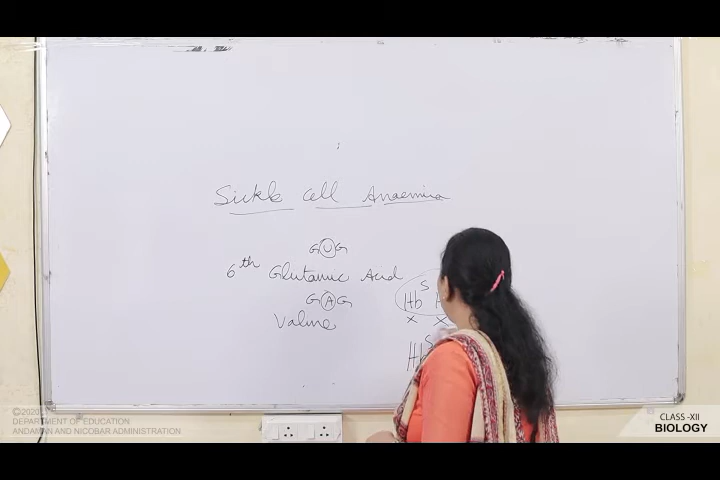 Sickle Cell Anaemia
GUG
6th Glutamic Acid
GAG
Valine
Hb S
x x
©2020
DEPARTMENT OF EDUCATION
ANDAMAN AND NICOBAR ADMINISTRATION
CLASS -XII
BIOLOGY